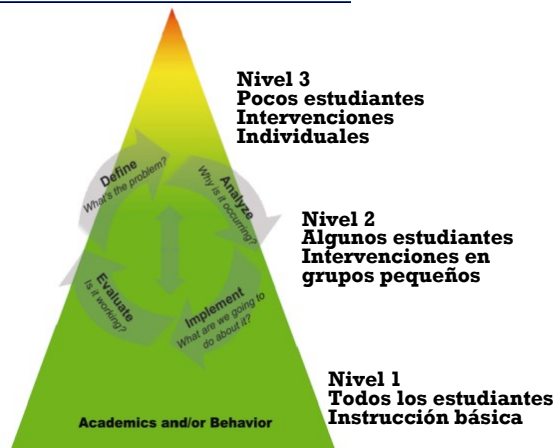 Nivel 3
Pocos estudiantes
Intervenciones
Individuales
Define
What's the problem?
Analyze
Why is it occurring?
Nivel 2
Algunos estudiantes
Intervenciones en
grupos pequeños
Evaluate
Is it working?
Implement
What are we going to
do about it?
Nivel 1
Todos los estudiantes
Instrucción básica
Academics and/or Behavior